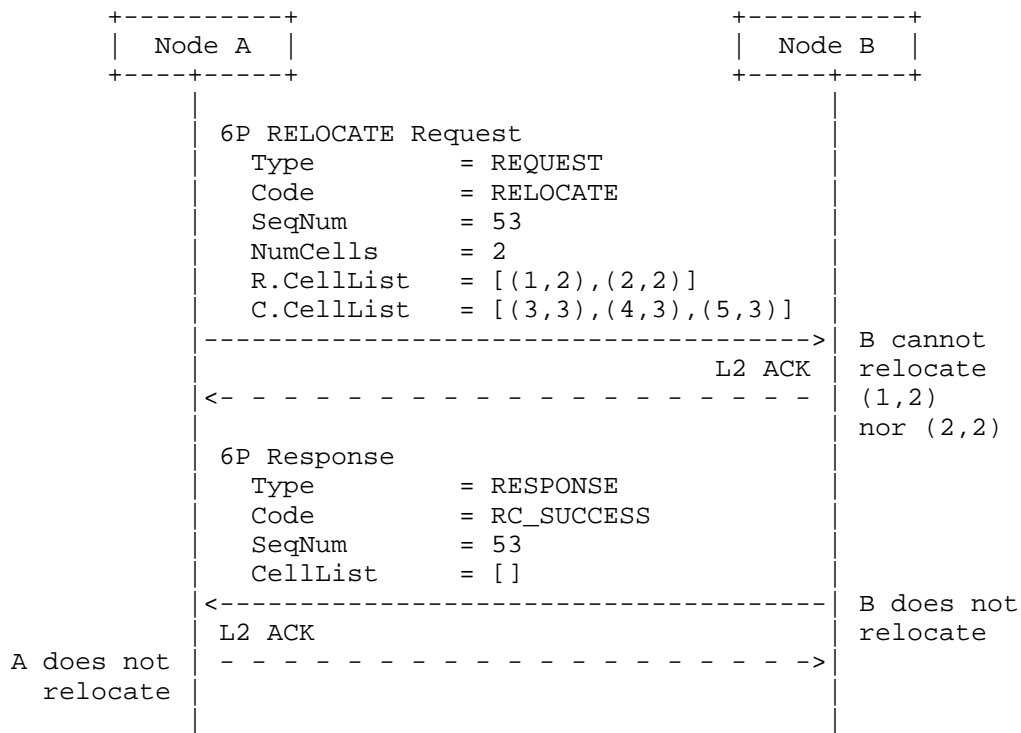 Node A Node B
6P RELOCATE Request
Type = REQUEST
Code = RELOCATE
SeqNum = 53
NumCells = 2
R.CellList = [(1,2),(2,2)]
C.CellList = [(3,3),(4,3),(5,3)]
B cannot
L2 ACK relocate
(1,2)
nor (2,2)
6P Response
Type = RESPONSE
Code = RC_SUCCESS
SeqNum = 53
CellList = []
B does not
L2 ACK relocate
A does not
relocate